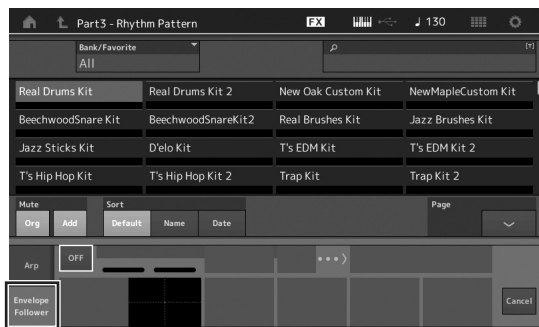 Part3 - Rhythm Pattern FX 130
Bank/Favorite
All
Real Drums Kit Real Drums Kit 2 New Oak Custom Kit NewMapleCustom Kit
BeechwoodSnare Kit BeechwoodSnareKit2 Real Brushes Kit Jazz Brushes Kit
Jazz Sticks Kit D'elo Kit T's EDM Kit T's EDM Kit 2
T's Hip Hop Kit T's Hip Hop Kit 2 Trap Kit Trap Kit 2
Mute Sort Page
Org Add Default Name Date
Arp OFF
Envelope
Follower
Cancel